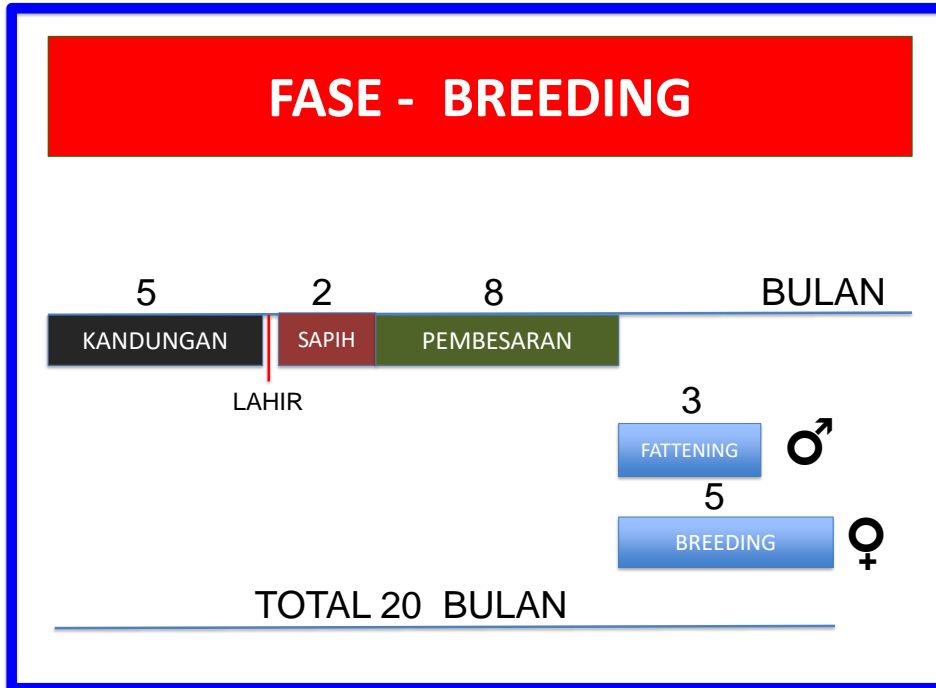 FASE - BREEDING
5 2 8 BULAN
KANDUNGAN SAPIH PEMBESARAN
LAHIR
3
FATTENING ♂
5
BREEDING ♀
TOTAL 20 BULAN